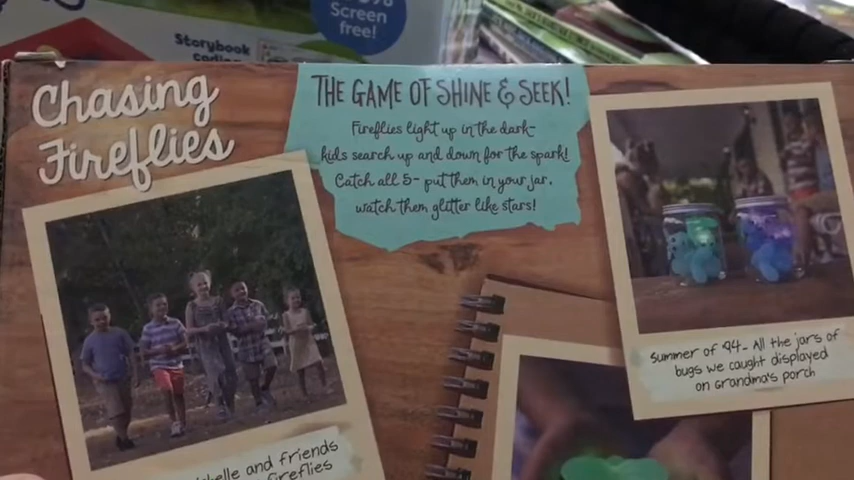 Screen
free!
Storybook
Chasing
Fireflies
THE GAME OF SHINE & SEEK!
Fireflies light up in the dark-
kids search up and down for the spark!
Catch all 5- put them in your jar,
watch them glitter like stars!
Summer of 94- All the jars of
bugs we caught displayed
on grandma's porch
and friends
fireflies